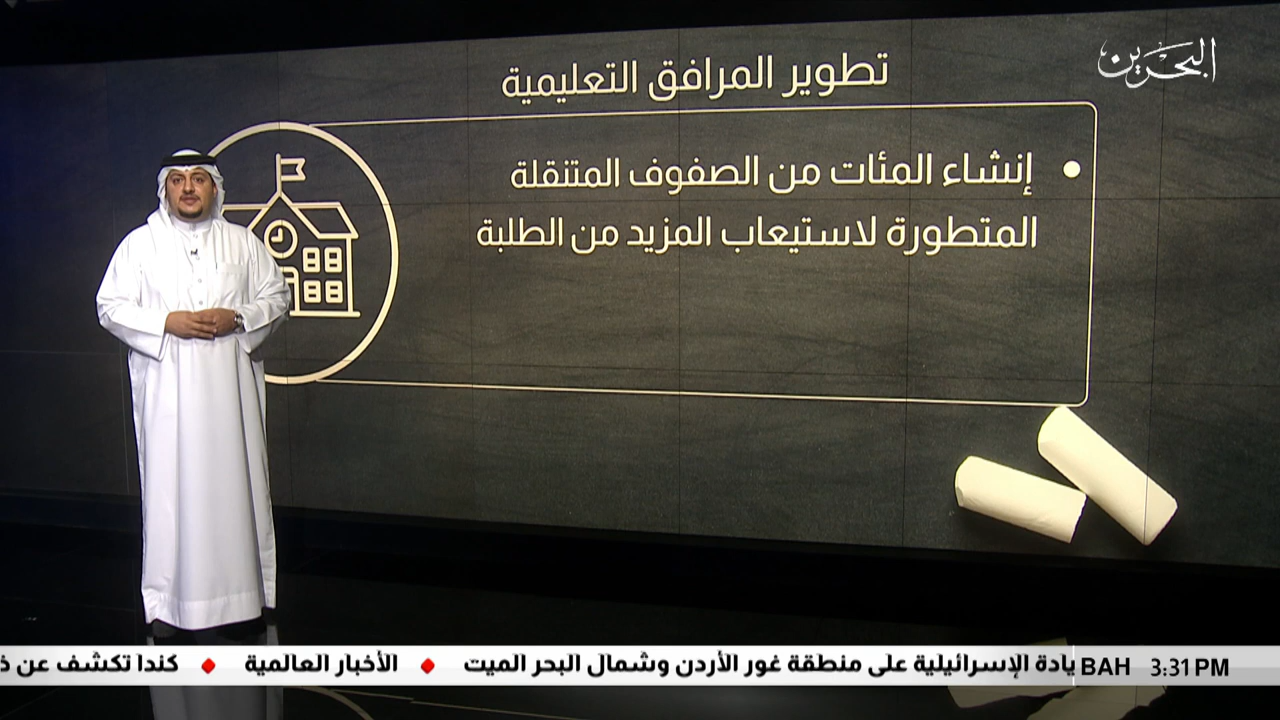 البحرين
تطوير المرافق التعليمية
• إنشاء المئات من الصفوف المتنقلة
المتطورة لاستيعاب المزيد من الطلبة
BAH 3:31 PM
الإسرائيلية على منطقة غور الأردن وشمال البحر الميت ♦ الأخبار العالمية ♦ كندا تكشف عن